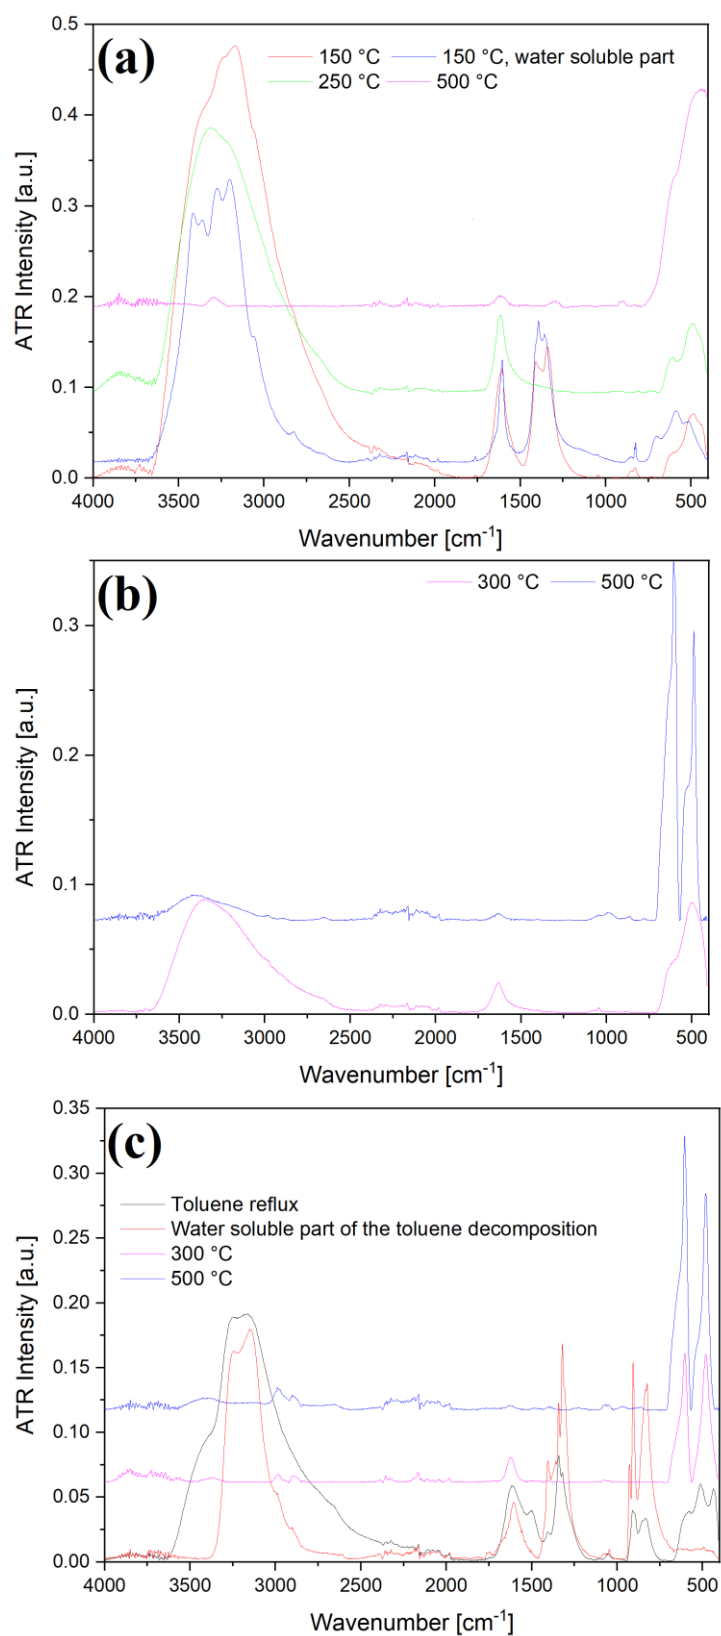 (a)
150 °C
150 °C, water soluble part
250 °C
500 °C
ATR Intensity [a.u.]
0.5
0.4
0.3
0.2
0.1
0.0
4000 3500 3000 2500 2000 1500 1000 500
Wavenumber [cm-1]
(b)
300 °C
500 °C
ATR Intensity [a.u.]
0.3
0.2
0.1
0.0
4000 3500 3000 2500 2000 1500 1000 500
Wavenumber [cm-1]
(c)
Toluene reflux
Water soluble part of the toluene decomposition
300 °C
500 °C
ATR Intensity [a.u.]
0.35
0.30
0.25
0.20
0.15
0.10
0.05
0.00
4000 3500 3000 2500 2000 1500 1000 500
Wavenumber [cm-1]